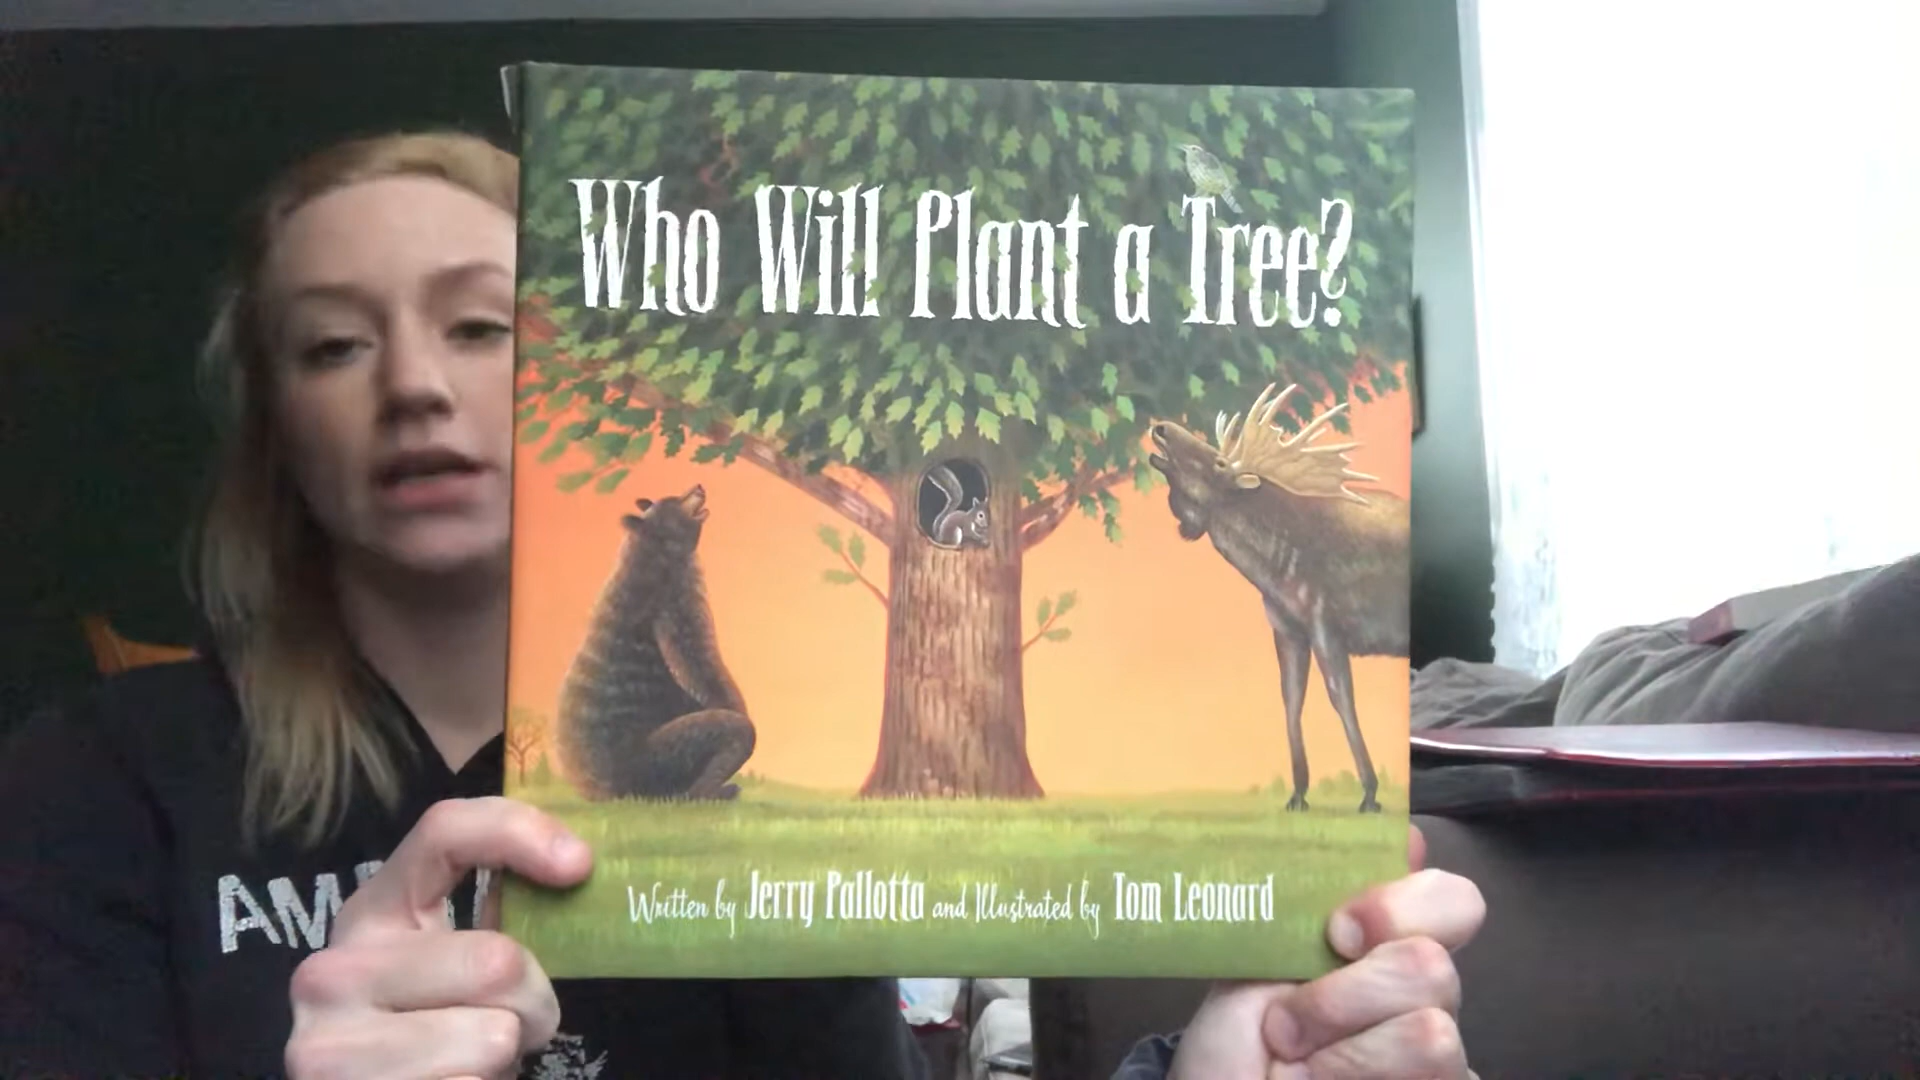 Who Will Plant a Tree?
Written by Jerry Pallotta and Illustrated by Tom Leonard